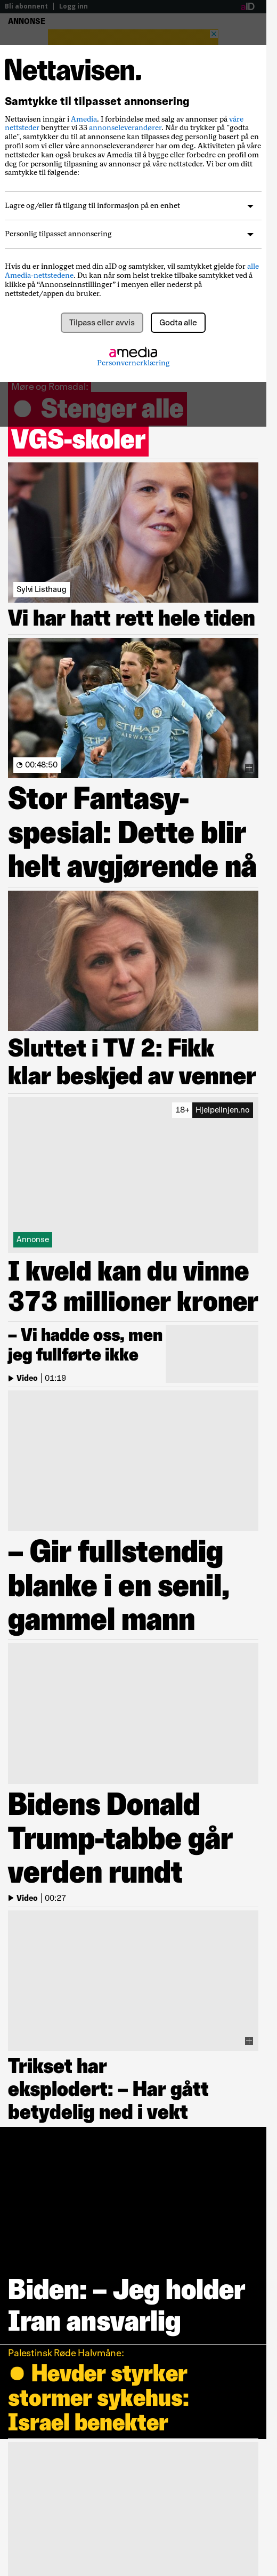 Bli abonnent | Logg inn
aID
ANNONSE
Nettavisen.
Samtykke til tilpasset annonsering
Nettavisen inngår i Amedia. I forbindelse med salg av annonser på våre
nettsteder benytter vi 33 annonseleverandører. Når du trykker på "godta
alle", samtykker du til at annonsene kan tilpasses deg personlig basert på en
profil som vi eller våre annonseleverandører har om deg. Aktiviteten på våre
nettsteder kan også brukes av Amedia til å bygge eller forbedre en profil om
deg for personlig tilpasning av annonser på våre nettsteder. Vi ber om ditt
samtykke til følgende:
Lagre og/eller få tilgang til informasjon på en enhet
Personlig tilpasset annonsering
Hvis du er innlogget med din aID og samtykker, vil samtykket gjelde for alle
Amedia-nettstedene. Du kan når som helst trekke tilbake samtykket ved å
klikke på “Annonseinnstillinger” i menyen eller nederst på
nettstedet/appen du bruker.
Tilpass eller avvis
Godta alle
amedia
Personvernerklæring
Møre og Romsdal:
Stenger alle
VGS-skoler
Sylvi Listhaug
Vi har hatt rett hele tiden
00:48:50
Stor Fantasy-
spesial: Dette blir
helt avgjørende nå
Sluttet i TV 2: Fikk
klar beskjed av venner
18+ Hjelpelinjen.no
Annonse
I kveld kan du vinne
373 millioner kroner
– Vi hadde oss, men
jeg fullførte ikke
Video | 01:19
– Gir fullstendig
blanke i en senil,
gammel mann
Bidens Donald
Trump-tabbe går
verden rundt
Video | 00:27
Trikset har
eksplodert: – Har gått
betydelig ned i vekt
Biden: – Jeg holder
Iran ansvarlig
Palestinsk Røde Halvmåne:
Hevder styrker
stormer sykehus:
Israel benekter